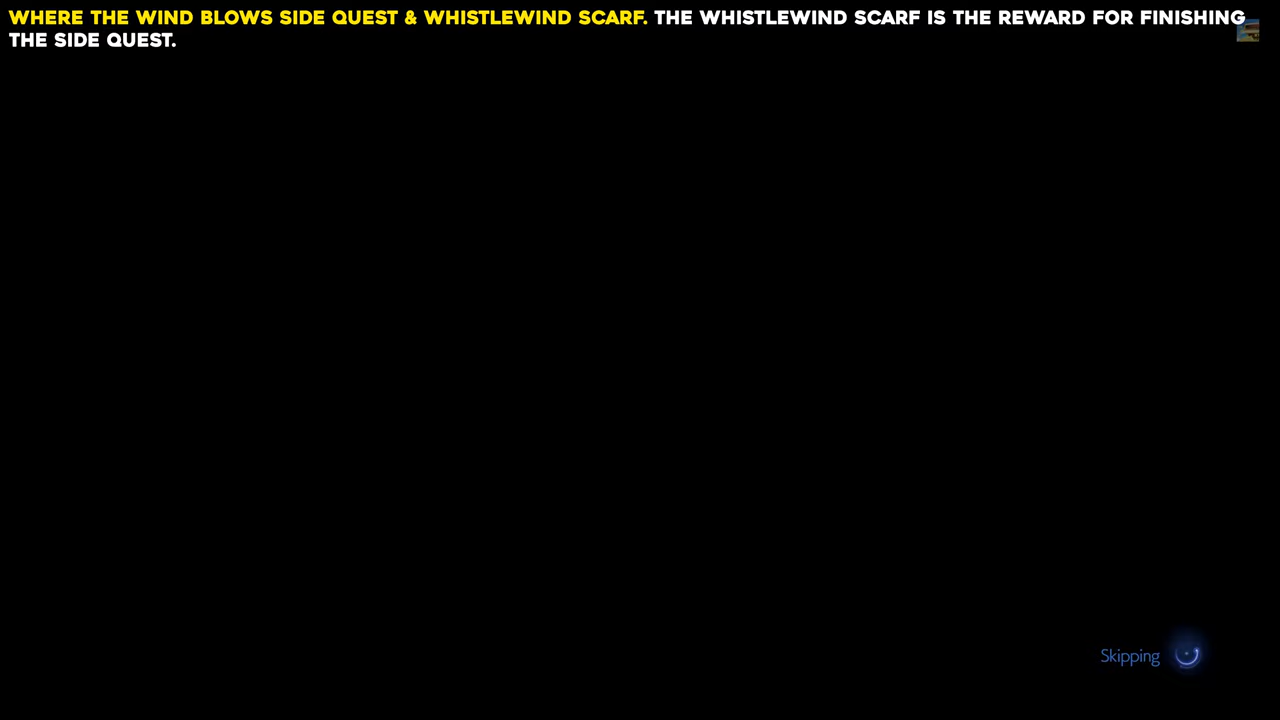 WHERE THE WIND BLOWS SIDE QUEST & WHISTLEWIND SCARF. THE WHISTLEWIND SCARF IS THE REWARD FOR FINISHING
THE SIDE QUEST.
Skipping